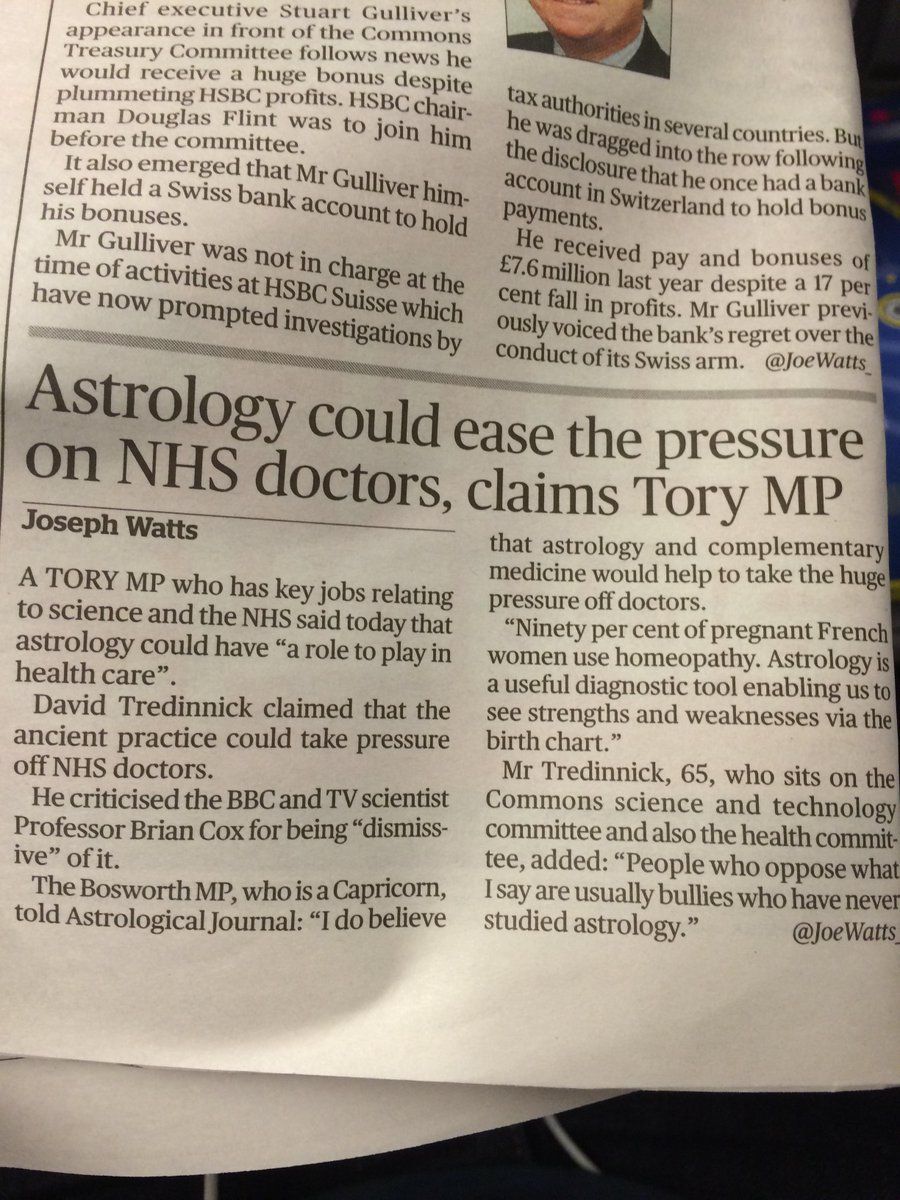 Chief executive Stuart Gulliver's
appearance in front of the Commons
Treasury Committee follows news he
would receive a huge bonus despite
plummeting HSBC profits. HSBC chair-
man Douglas Flint was to join him
before the committee.
It also emerged that Mr Gulliver him-
self held a Swiss bank account to hold
his bonuses.
Mr Gulliver was not in charge at the
time of activities at HSBC Suisse which
have now prompted investigations by
tax authorities in several countries. But
he was dragged into the row following
the disclosure that he once had a bank
account in Switzerland to hold bonus
payments.
He received pay and bonuses of
£7.6 million last year despite a 17 per
cent fall in profits. Mr Gulliver previ-
ously voiced the bank's regret over the
conduct of its Swiss arm. @JoeWatts_
Astrology could ease the pressure
on NHS doctors, claims Tory MP
Joseph Watts
A TORY MP who has key jobs relating
to science and the NHS said today that
astrology could have “a role to play in
health care”.
David Tredinnick claimed that the
ancient practice could take pressure
off NHS doctors.
He criticised the BBC and TV scientist
Professor Brian Cox for being “dismiss-
ive” of it.
The Bosworth MP, who is a Capricorn,
told Astrological Journal: “I do believe
that astrology and complementary
medicine would help to take the huge
pressure off doctors.
“Ninety per cent of pregnant French
women use homeopathy. Astrology is
a useful diagnostic tool enabling us to
see strengths and weaknesses via the
birth chart.”
Mr Tredinnick, 65, who sits on the
Commons science and technology
committee and also the health commit-
tee, added: “People who oppose what
I say are usually bullies who have never
studied astrology.” @JoeWatts_